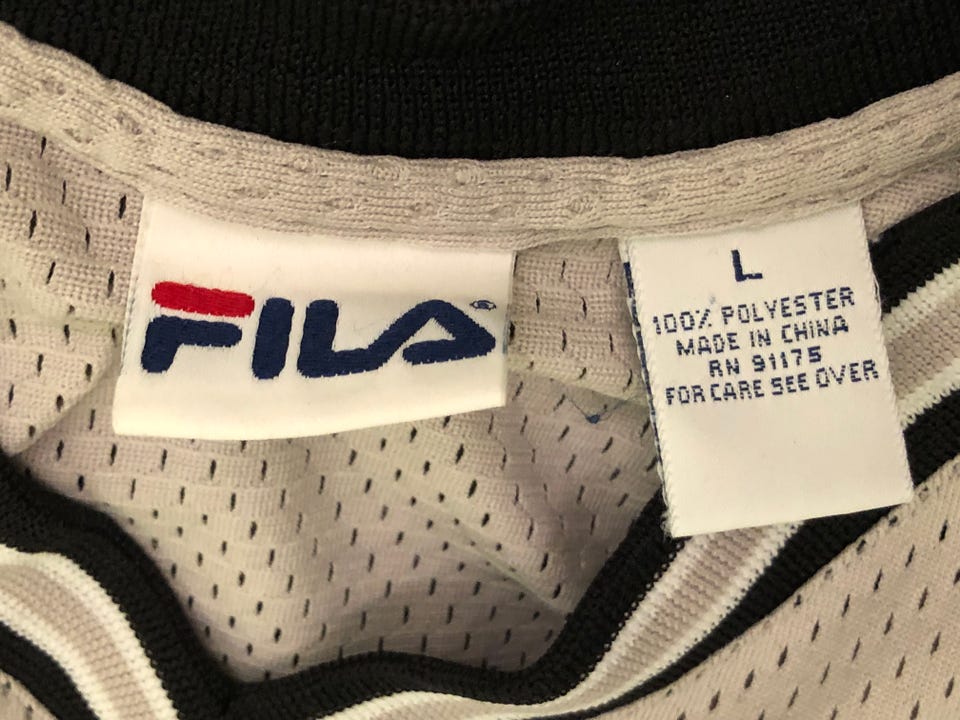 FILA®
L
100% POLYESTER
MADE IN CHINA
RN 91175
FOR CARE SEE OVER